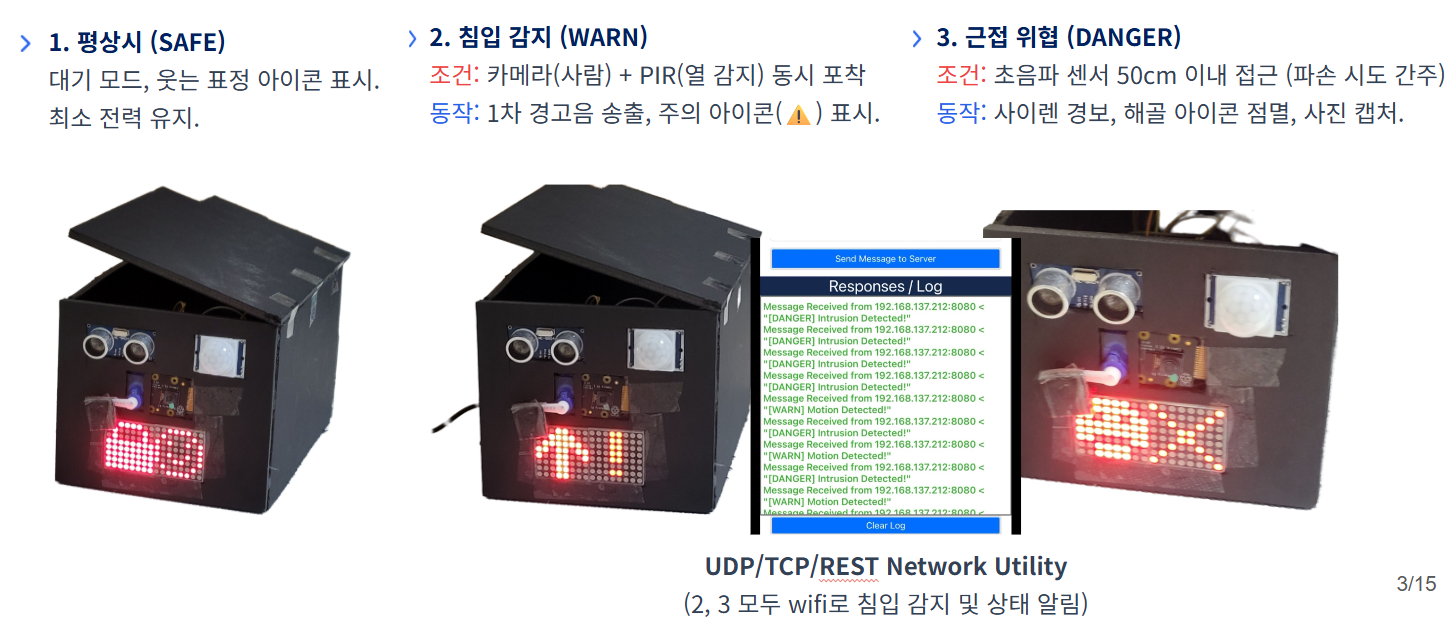 1. 평상시 (SAFE)
대기 모드, 웃는 표정 아이콘 표시.
최소 전력 유지.
2. 침입 감지 (WARN)
조건: 카메라(사람) + PIR(열 감지) 동시 포착
동작: 1차 경고음 송출, 주의 아이콘(⚠️) 표시.
3. 근접 위협 (DANGER)
조건: 초음파 센서 50cm 이내 접근 (파손 시도 간주)
동작: 사이렌 경보, 해골 아이콘 점멸, 사진 캡처.
Send Message to Server
Responses / Log
Message Received from 192.168.137.212:8080 <
"[DANGER] Intrusion Detected!"
Message Received from 192.168.137.212:8080 <
"[DANGER] Intrusion Detected!"
Message Received from 192.168.137.212:8080 <
"[DANGER] Intrusion Detected!"
Message Received from 192.168.137.212:8080 <
"[DANGER] Intrusion Detected!"
Message Received from 192.168.137.212:8080 <
"[WARN] Motion Detected!"
Message Received from 192.168.137.212:8080 <
"[DANGER] Intrusion Detected!"
Message Received from 192.168.137.212:8080 <
"[WARN] Motion Detected!"
Message Received from 192.168.137.212:8080 <
"[DANGER] Intrusion Detected!"
Message Received from 192.168.137.212:8080 <
"[WARN] Motion Detected!"
Message Received from 192.168.137.212:8080 <
Clear Log
UDP/TCP/REST Network Utility
(2, 3 모두 wifi로 침입 감지 및 상태 알림)
3/15